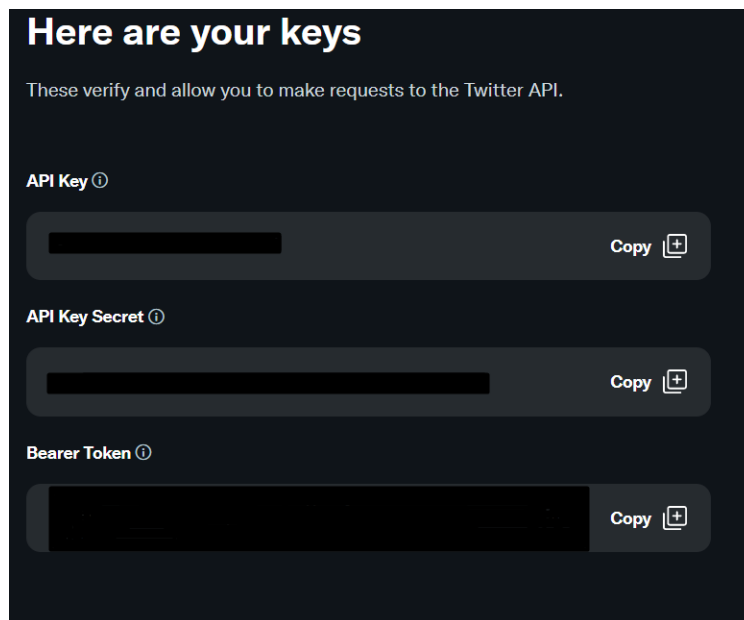 Here are your keys
These verify and allow you to make requests to the Twitter API.
API Key
Copy
API Key Secret
Copy
Bearer Token
Copy